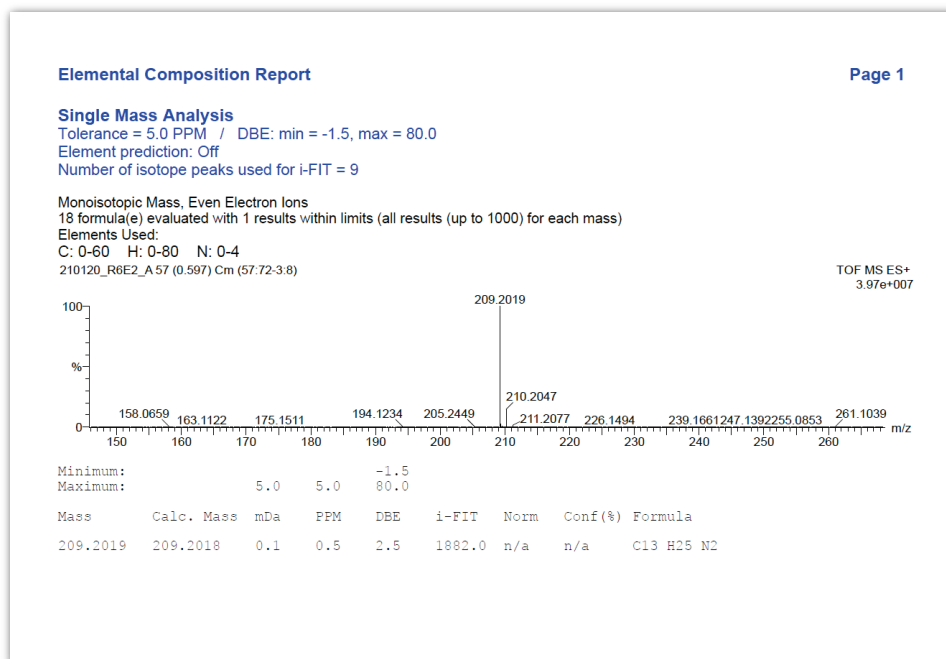 Elemental Composition Report Page 1
Single Mass Analysis
Tolerance = 5.0 PPM / DBE: min = -1.5, max = 80.0
Element prediction: Off
Number of isotope peaks used for i-FIT = 9
Monoisotopic Mass, Even Electron Ions
18 formula(e) evaluated with 1 results within limits (all results (up to 1000) for each mass)
Elements Used:
C: 0-60 H: 0-80 N: 0-4
210120_R6E2_A 57 (0.597) Cm (57:72-3:8) TOF MS ES+
3.97e+007
209.2019
100
%
210.2047
158.0659 163.1122 175.1511 194.1234 205.2449 211.2077 226.1494 239.1661247.1392255.0853 261.1039
0 m/z
150 160 170 180 190 200 210 220 230 240 250 260
Minimum: -1.5
Maximum: 5.0 5.0 80.0
Mass Calc. Mass mDa PPM DBE i-FIT Norm Conf(%) Formula
209.2019 209.2018 0.1 0.5 2.5 1882.0 n/a n/a C13 H25 N2